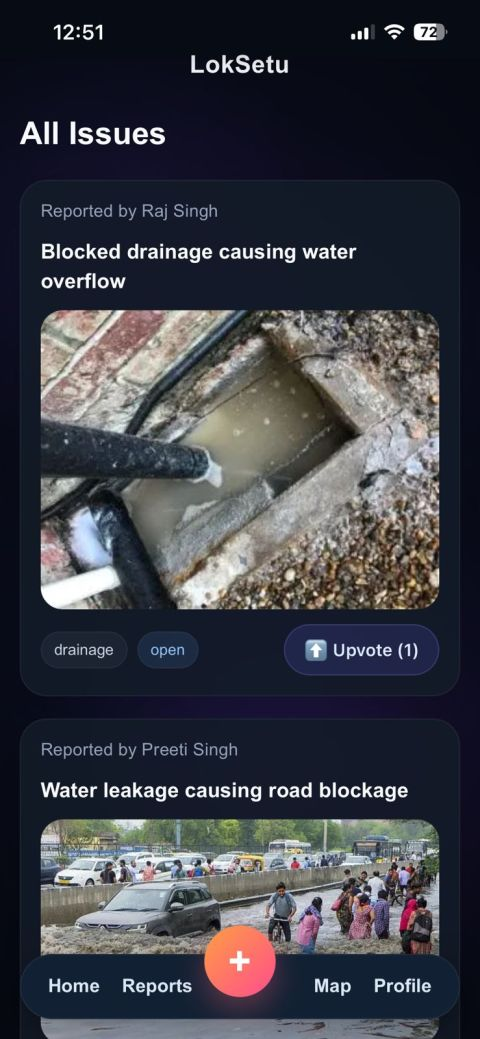 12:51
72
LokSetu
All Issues
Reported by Raj Singh
Blocked drainage causing water
overflow
drainage
open
Upvote (1)
Reported by Preeti Singh
Water leakage causing road blockage
+
Home
Reports
Map
Profile